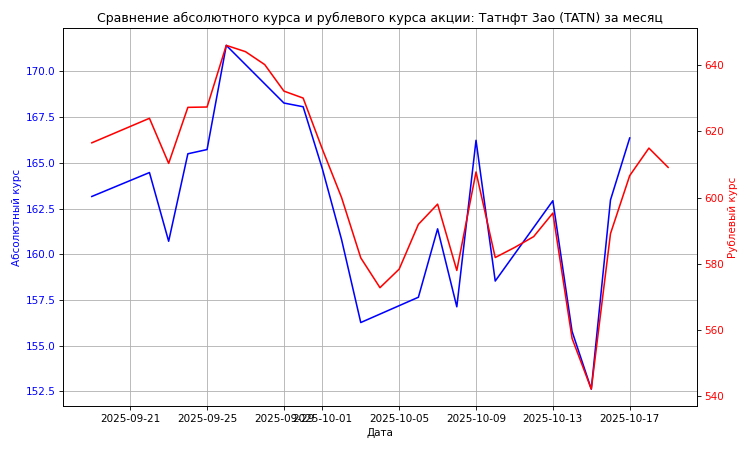 Сравнение абсолютного курса и рублевого курса акции: Татнфт 3ао (TATN) за месяц
Абсолютный курс
170.0
167.5
165.0
162.5
160.0
157.5
155.0
152.5
640
620
600
580
560
540
Рублевый курс
2025-09-21 2025-09-25 2025-09-29 2025-10-01 2025-10-05 2025-10-09 2025-10-13 2025-10-17
Дата